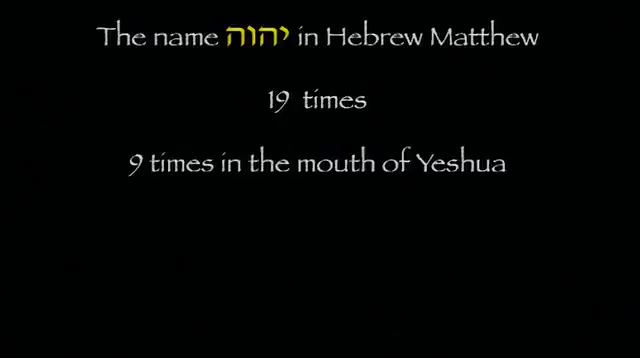 The name יהוה in Hebrew Matthew
19 times
9 times in the mouth of Yeshua